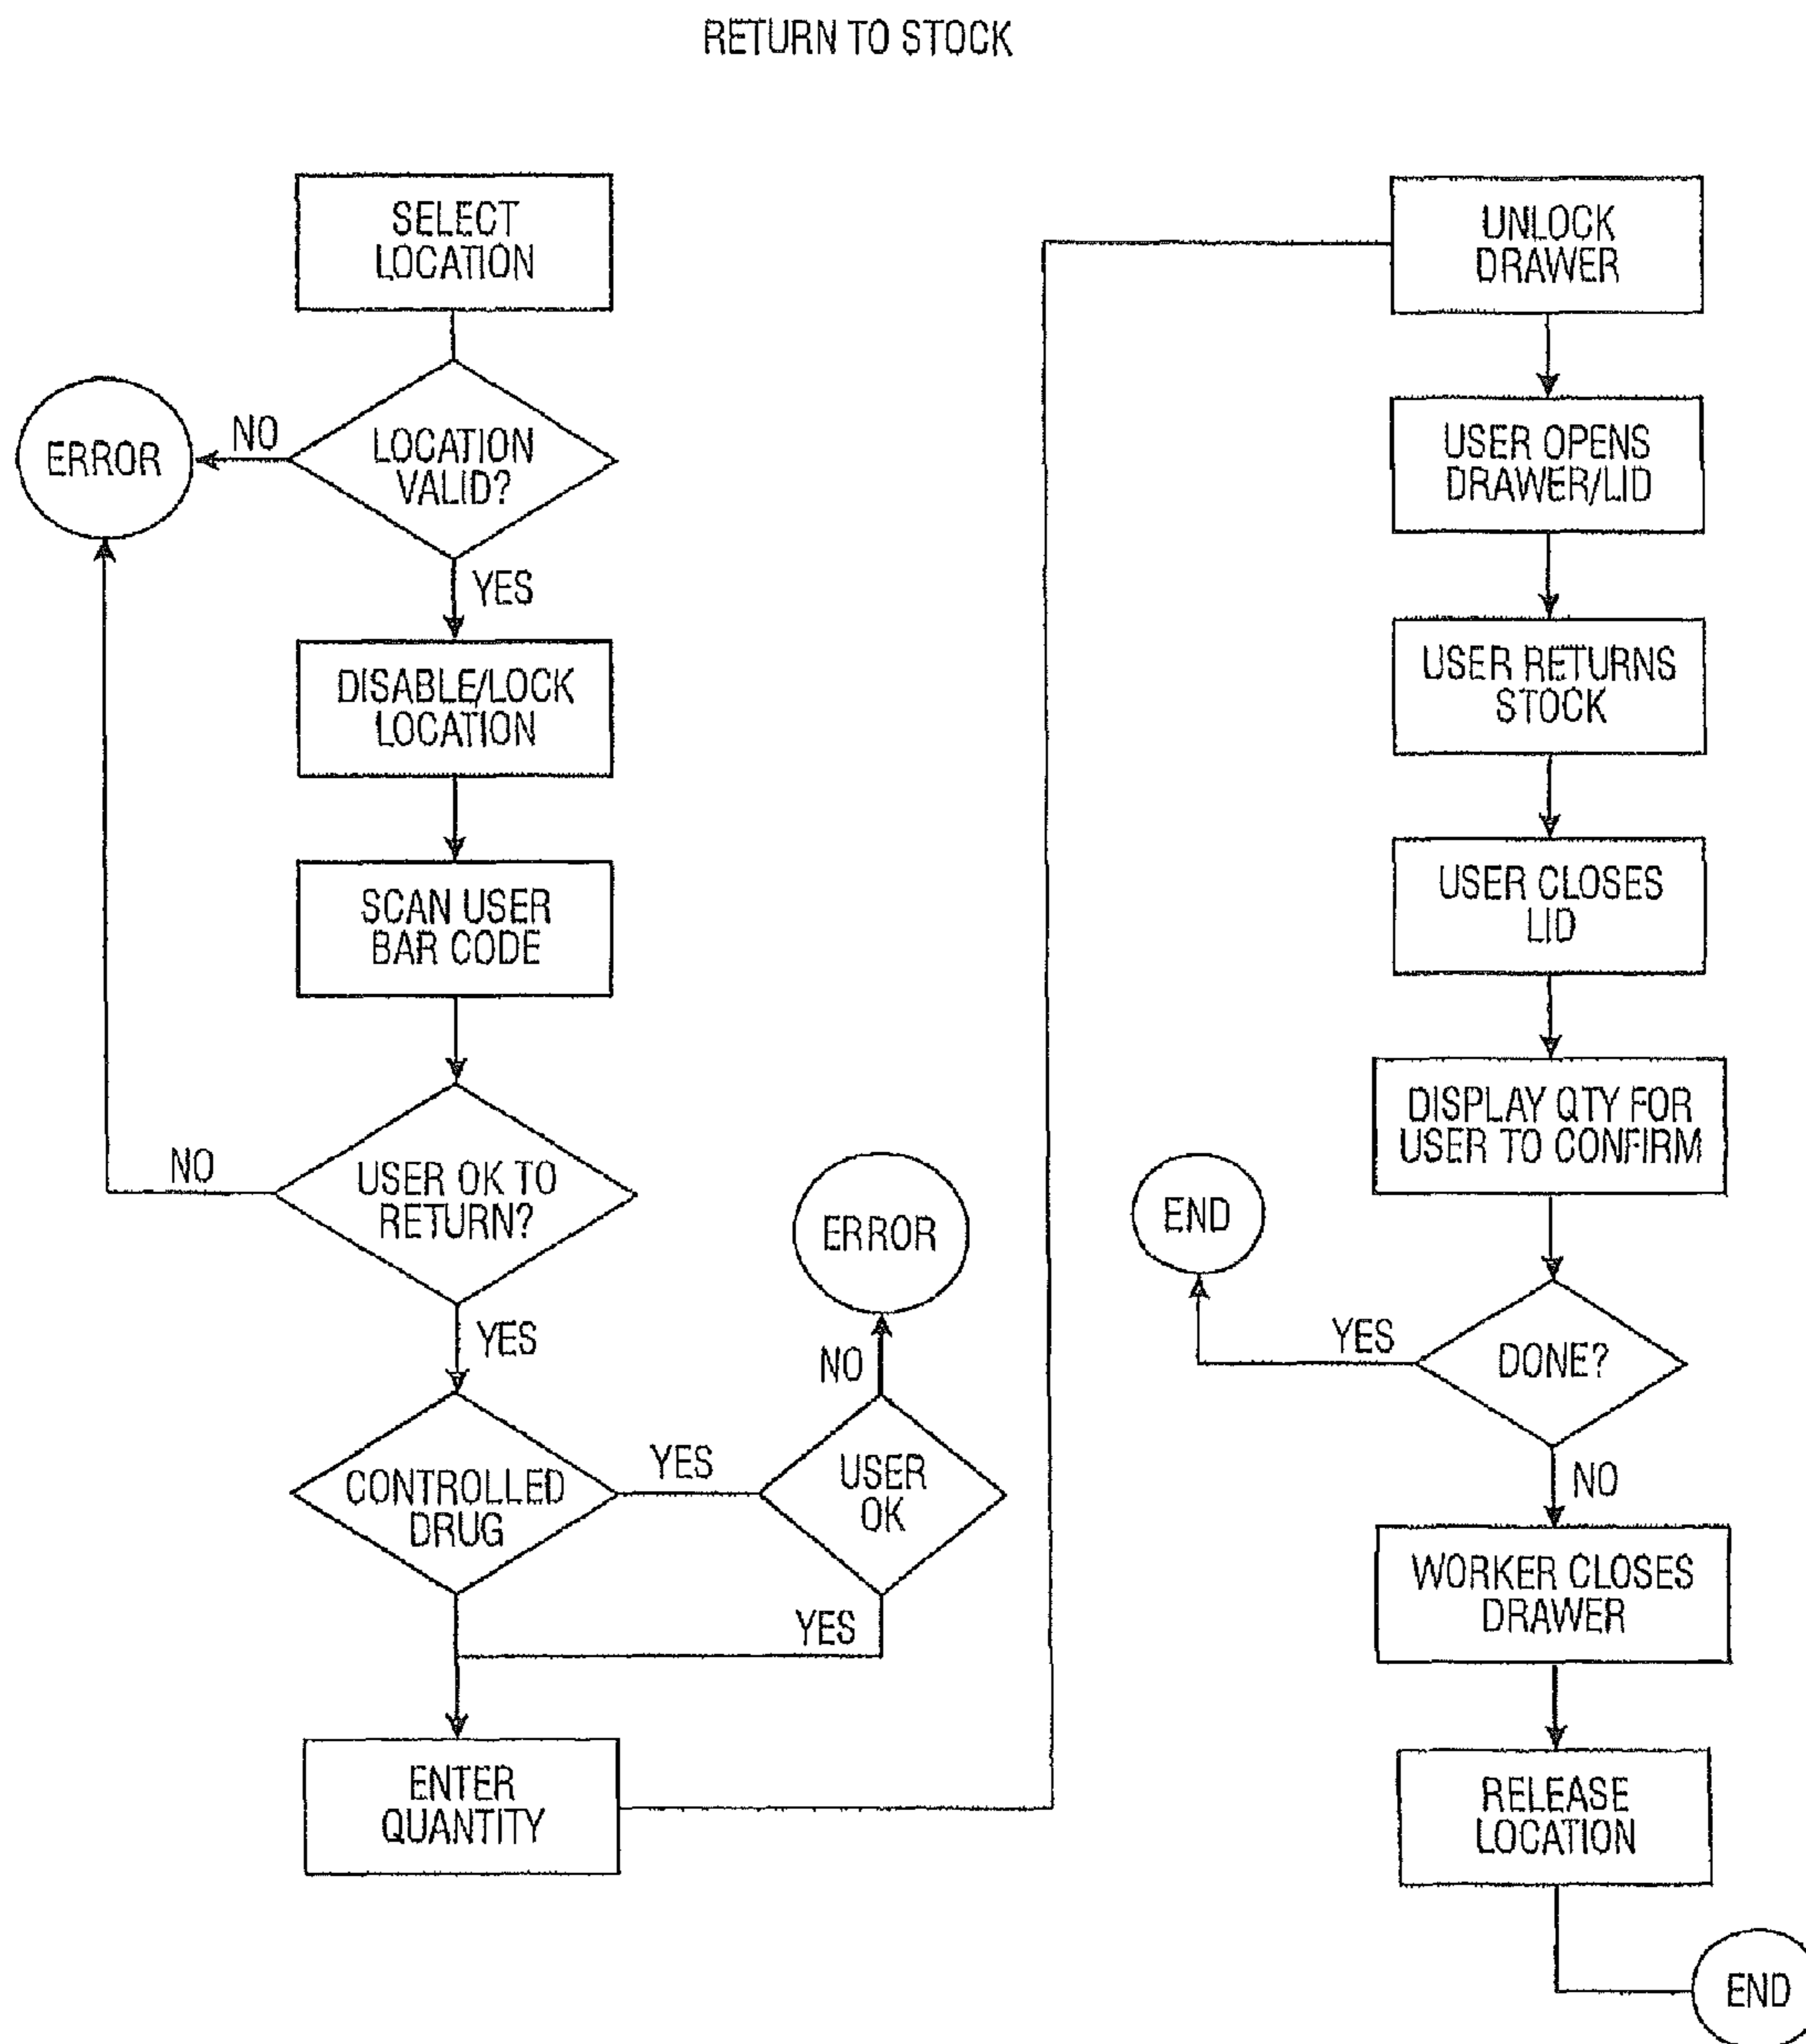 RETURN TO STOCK
SELECT
LOCATION
ERROR
NO
LOCATION
VALID?
YES
DISABLE/LOCK
LOCATION
SCAN USER
BAR CODE
NO
USER OK TO
RETURN?
YES
CONTROLLED
DRUG
YES
USER
OK
NO
ERROR
YES
ENTER
QUANTITY
UNLOCK
DRAWER
USER OPENS
DRAWER/LID
USER RETURNS
STOCK
USER CLOSES
LID
DISPLAY QTY FOR
USER TO CONFIRM
END
YES
DONE?
NO
WORKER CLOSES
DRAWER
RELEASE
LOCATION
END